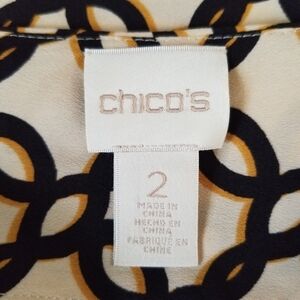 chico's
2
MADE IN
CHINA
HECHO EN
CHINA
FABRIQUÉ EN
CHINE